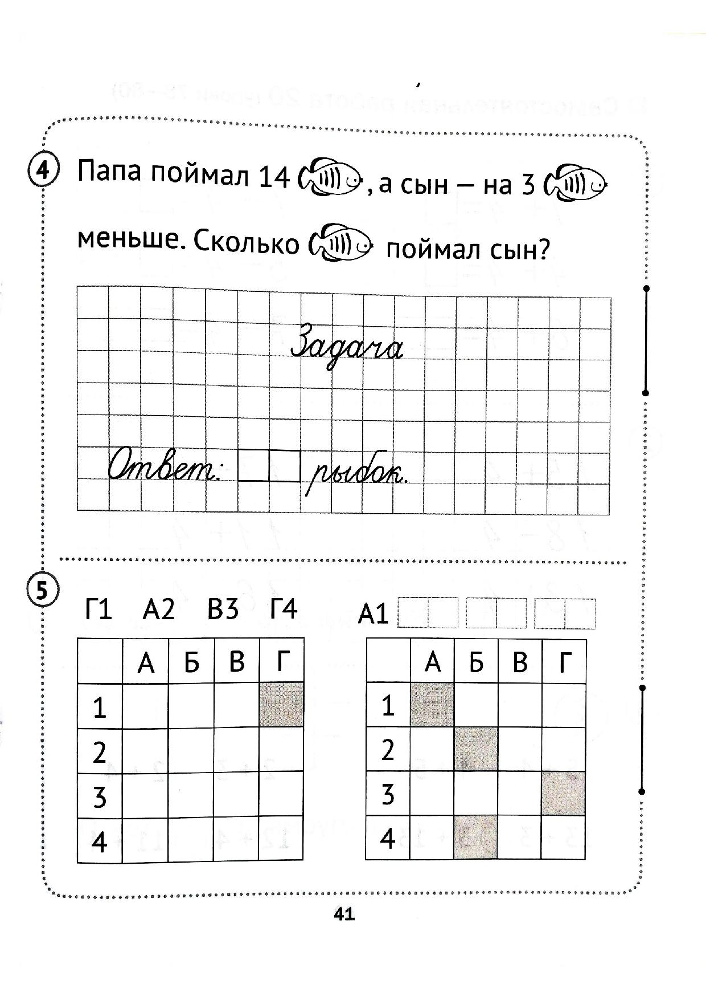 4 Папа поймал 14 , а сын – на 3
меньше. Сколько поймал сын?
Задача
Ответ: рыбок.
5
Г1 А2 В3 Г4
А Б В Г
1
2
3
4
А1
А Б В Г
1
2
3
4
41